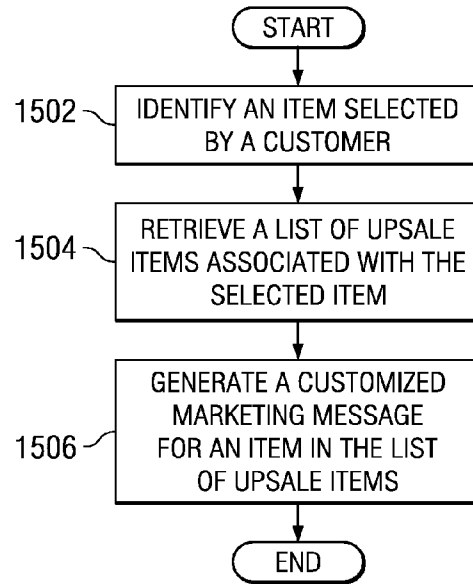 START
1502
IDENTIFY AN ITEM SELECTED
BY A CUSTOMER
1504
RETRIEVE A LIST OF UPSALE
ITEMS ASSOCIATED WITH THE
SELECTED ITEM
1506
GENERATE A CUSTOMIZED
MARKETING MESSAGE
FOR AN ITEM IN THE LIST
OF UPSALE ITEMS
END